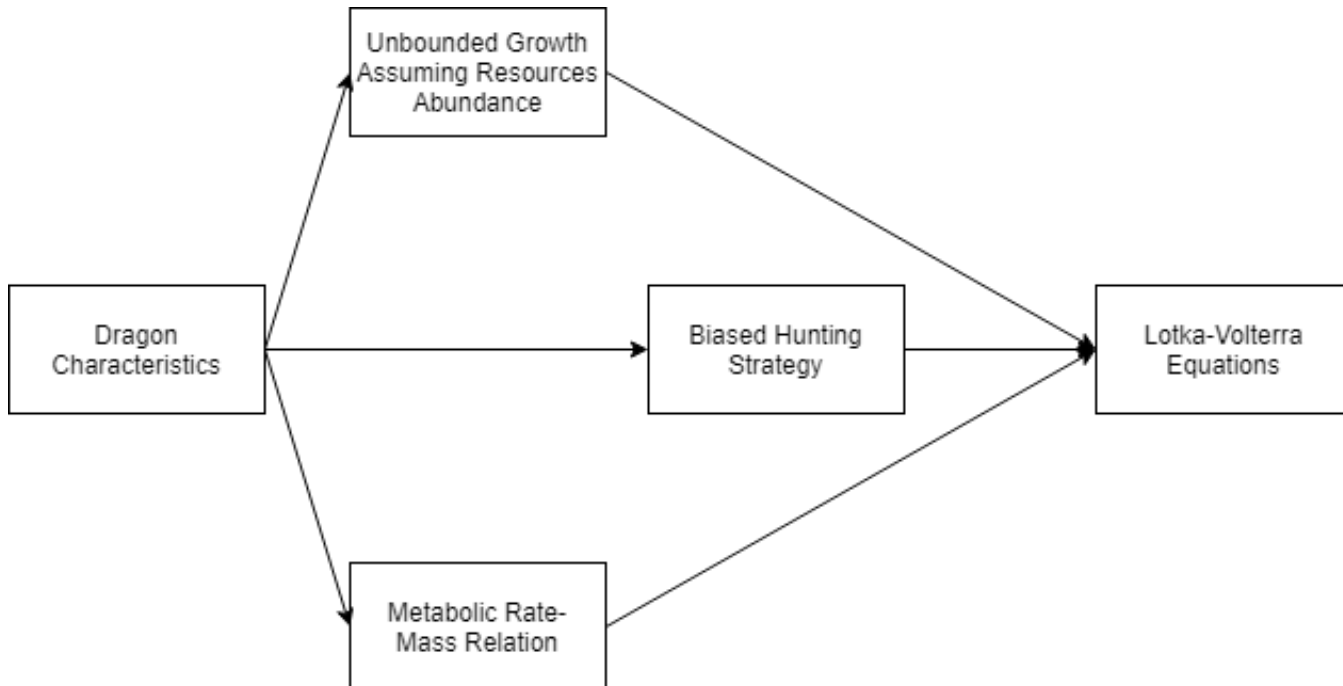 Unbounded Growth
Assuming Resources
Abundance
Dragon
Characteristics
Biased Hunting
Strategy
Lotka-Volterra
Equations
Metabolic Rate-
Mass Relation